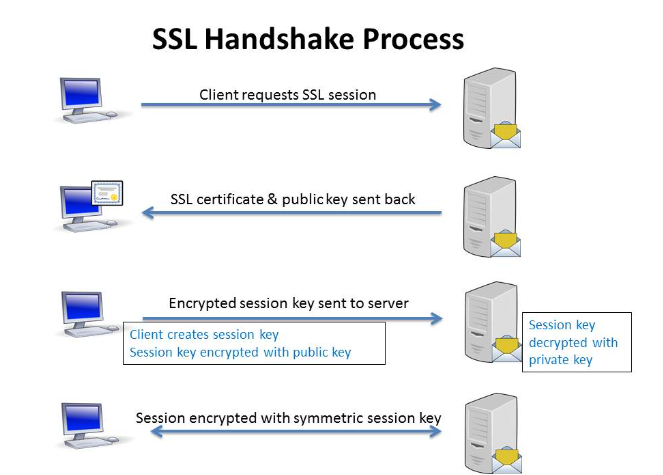 SSL Handshake Process
Client requests SSL session
SSL certificate & public key sent back
Encrypted session key sent to server
Client creates session key
Session key encrypted with public key
Session key
decrypted with
private key
Session encrypted with symmetric session key